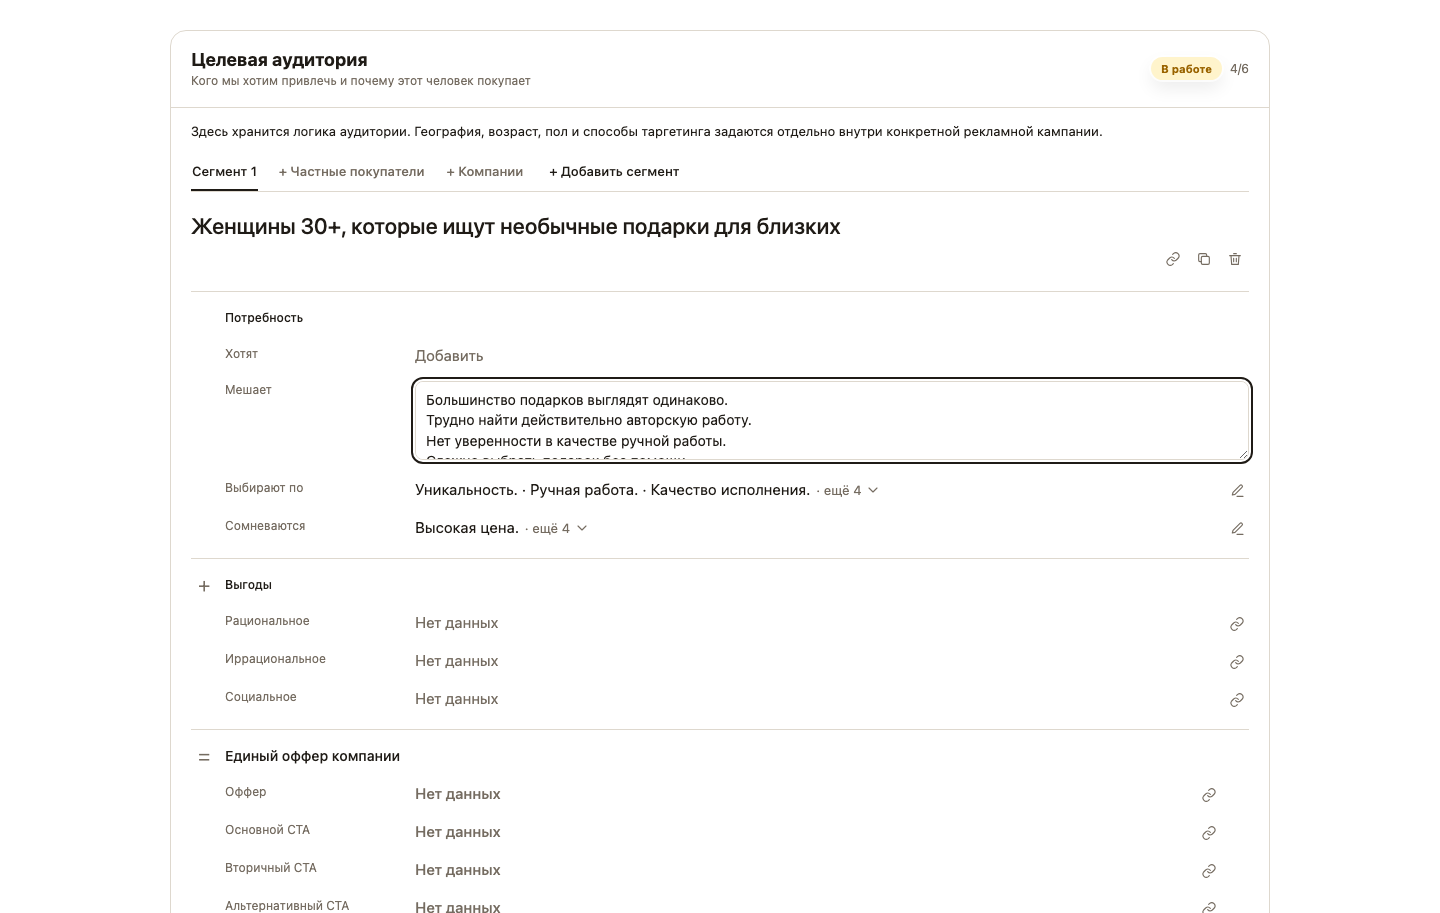 Целевая аудитория
Кого мы хотим привлечь и почему этот человек покупает
В работе 4/6
Здесь хранится логика аудитории. География, возраст, пол и способы таргетинга задаются отдельно внутри конкретной рекламной кампании.
Сегмент 1 + Частные покупатели + Компании + Добавить сегмент
Женщины 30+, которые ищут необычные подарки для близких
Потребность
Хотят Добавить
Мешает
Большинство подарков выглядят одинаково.
Трудно найти действительно авторскую работу.
Нет уверенности в качестве ручной работы.
Выбирают по Уникальность. · Ручная работа. · Качество исполнения. · ещё 4
Сомневаются Высокая цена. · ещё 4
+ Выгоды
Рациональное Нет данных
Иррациональное Нет данных
Социальное Нет данных
= Единый оффер компании
Оффер Нет данных
Основной CTA Нет данных
Вторичный CTA Нет данных
Альтернативный CTA Нет данных